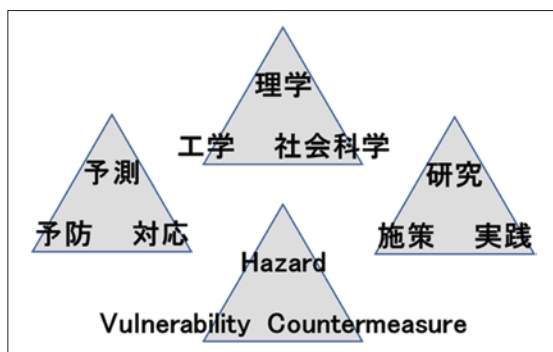 理学
工学 社会科学
予測
予防 対応
研究
施策 実践
Hazard
Vulnerability Countermeasure